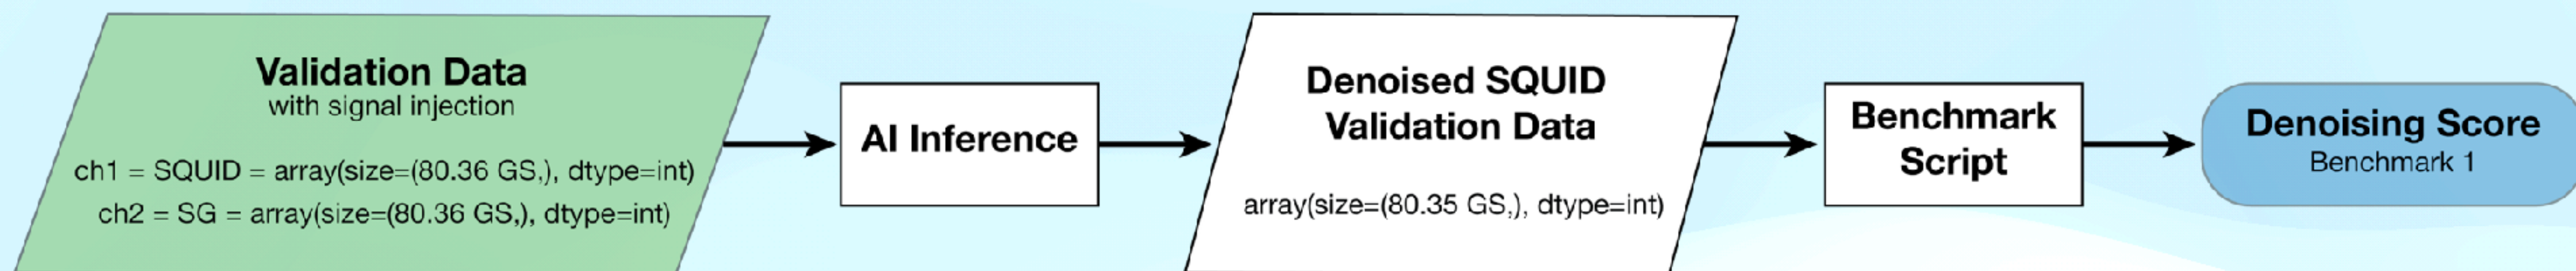 Validation Data
with signal injection
ch1 = SQUID = array(size=(80.36 GS,), dtype=int)
ch2 = SG = array(size=(80.36 GS,), dtype=int)
AI Inference
Denoised SQUID
Validation Data
array(size=(80.35 GS,), dtype=int)
Benchmark
Script
Denoising Score
Benchmark 1